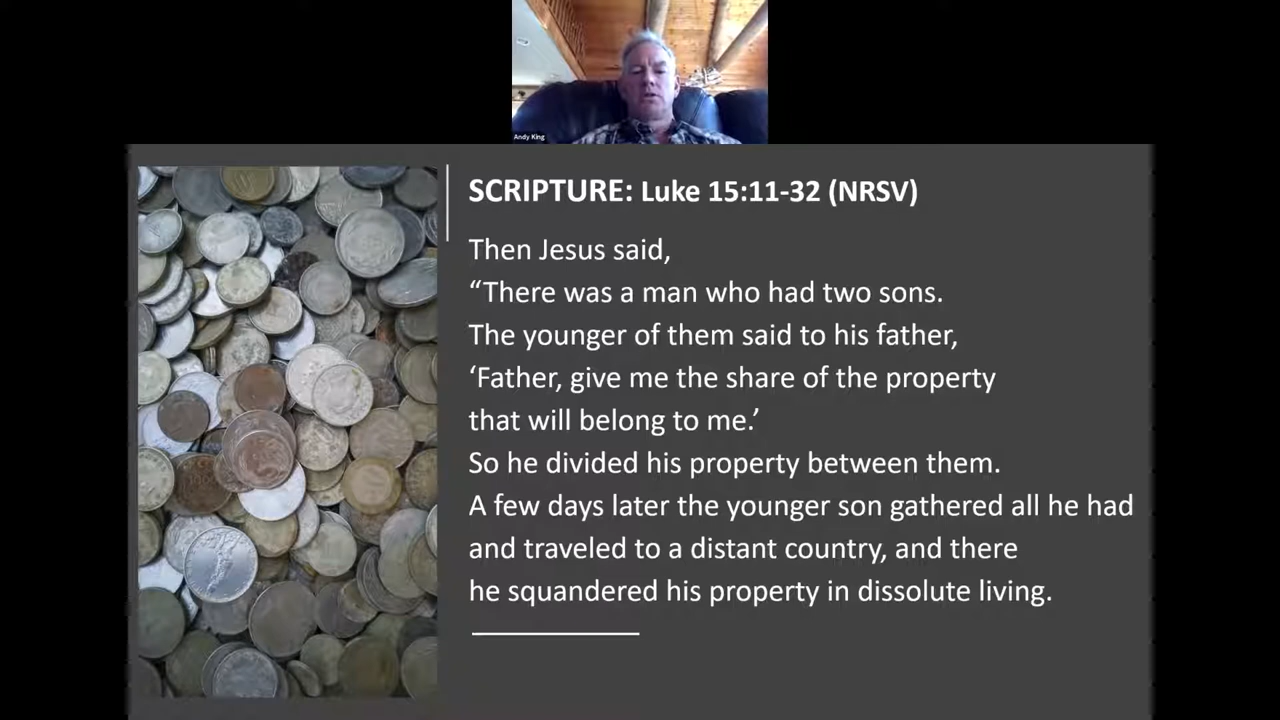 Andy King
SCRIPTURE: Luke 15:11-32 (NRSV)
Then Jesus said,
“There was a man who had two sons.
The younger of them said to his father,
‘Father, give me the share of the property
that will belong to me.’
So he divided his property between them.
A few days later the younger son gathered all he had
and traveled to a distant country, and there
he squandered his property in dissolute living.